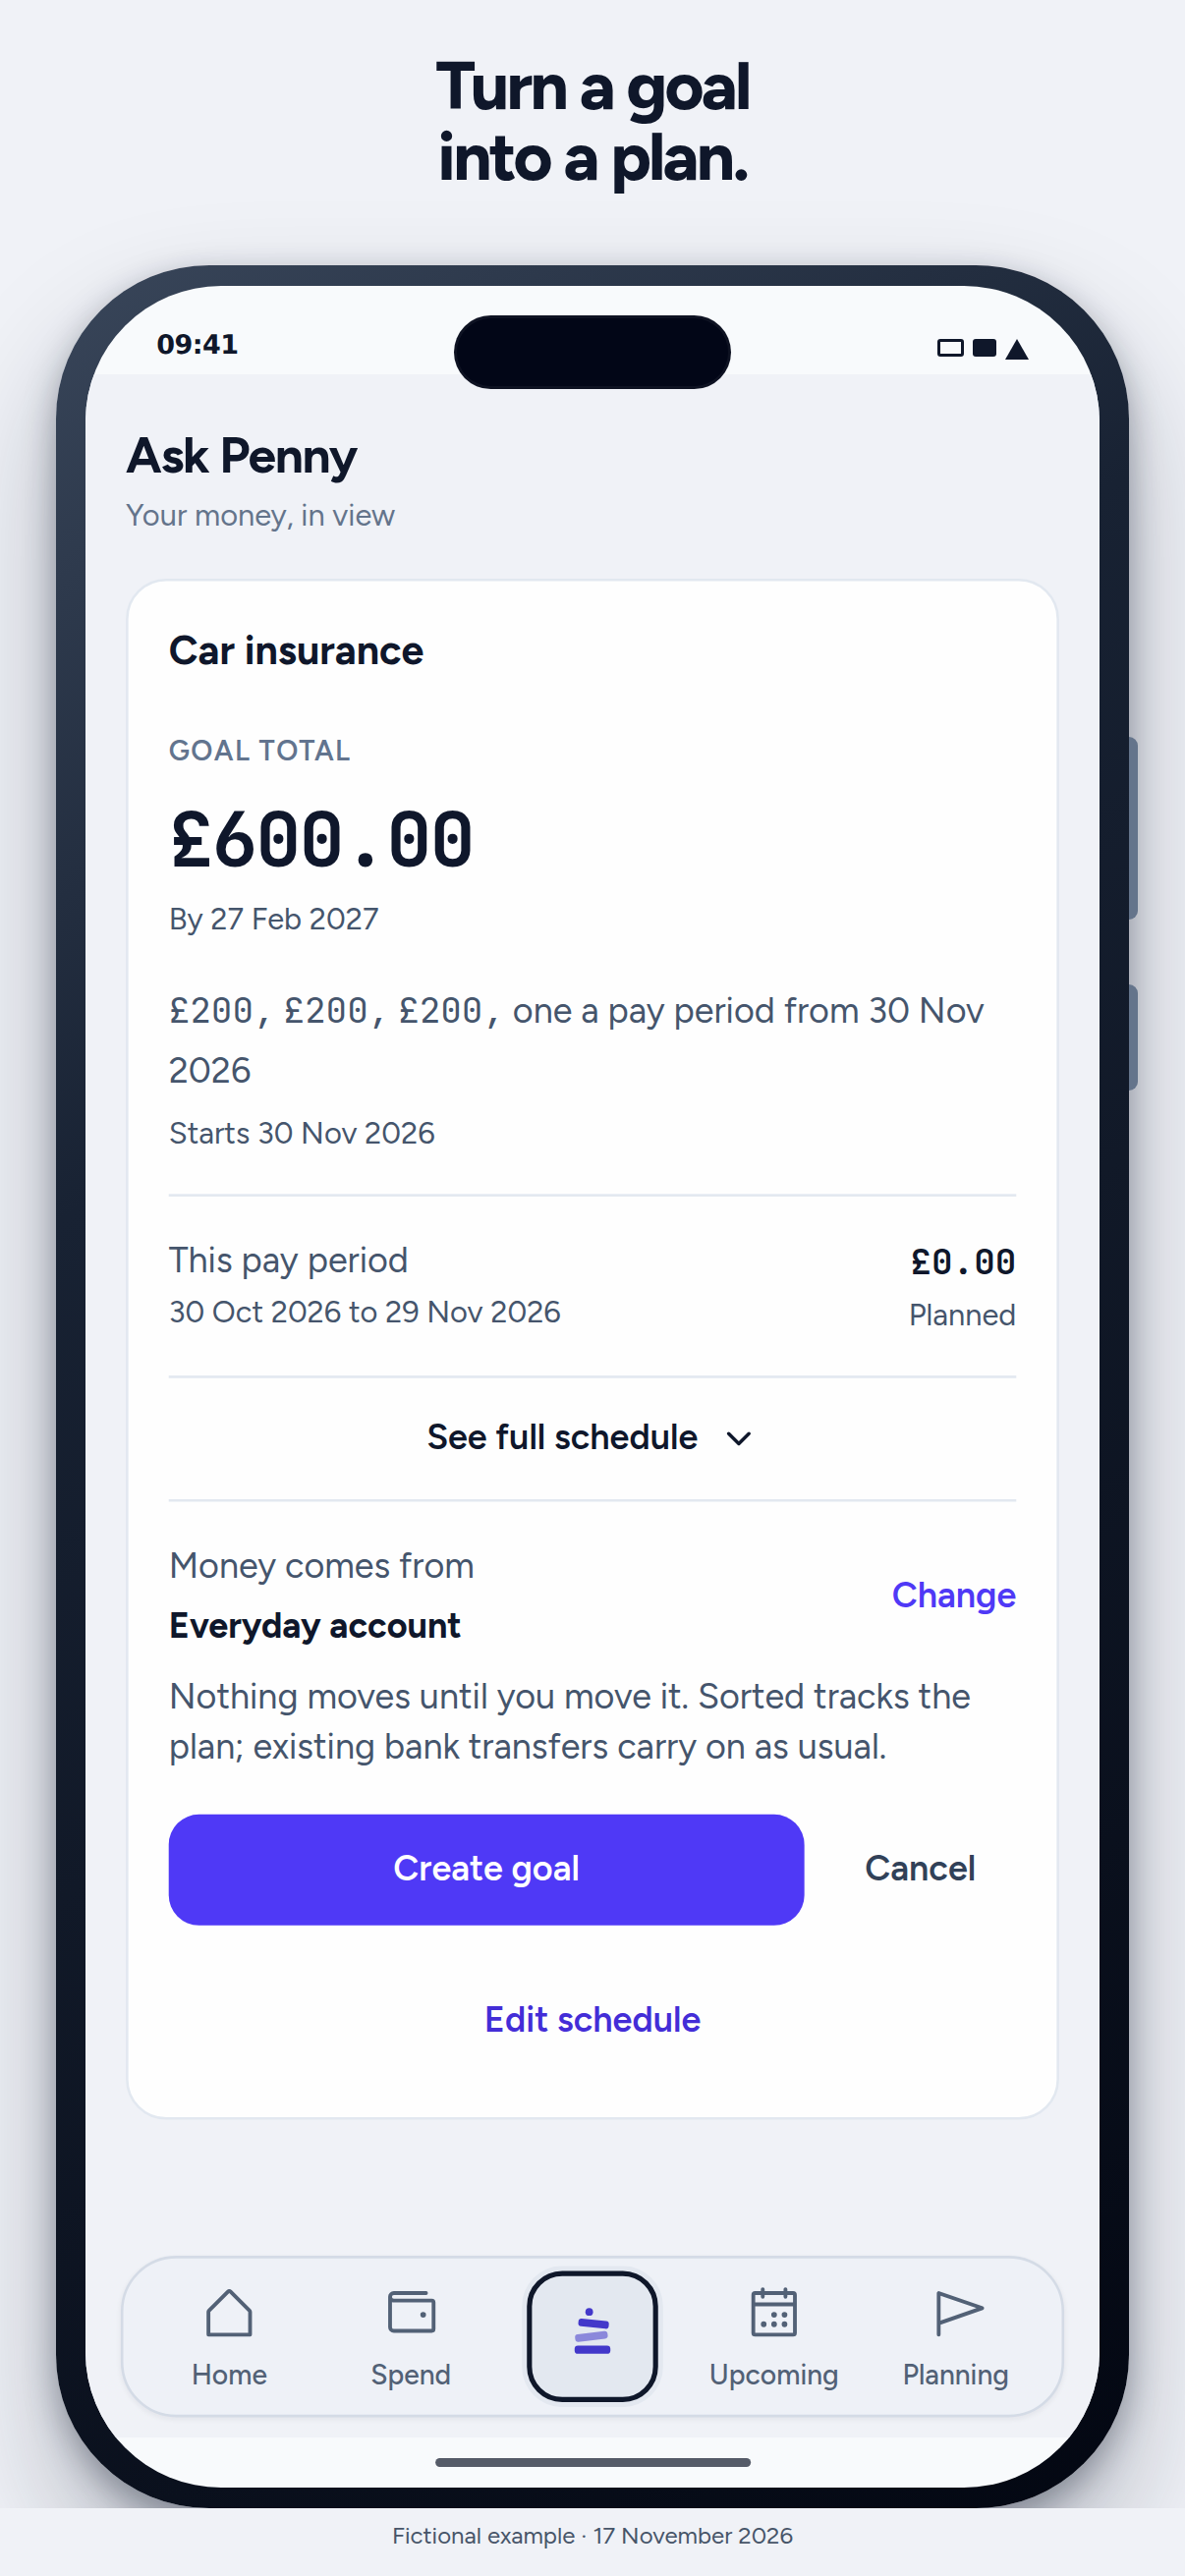 Turn a goal
into a plan.
09:41
Ask Penny
Your money, in view
Car insurance
GOAL TOTAL
£600.00
By 27 Feb 2027
£200, £200, £200, one a pay period from 30 Nov
2026
Starts 30 Nov 2026
This pay period
£0.00
30 Oct 2026 to 29 Nov 2026
Planned
See full schedule
Money comes from
Change
Everyday account
Nothing moves until you move it. Sorted tracks the
plan; existing bank transfers carry on as usual.
Create goal
Cancel
Edit schedule
Home
Spend
Upcoming
Planning
Fictional example · 17 November 2026